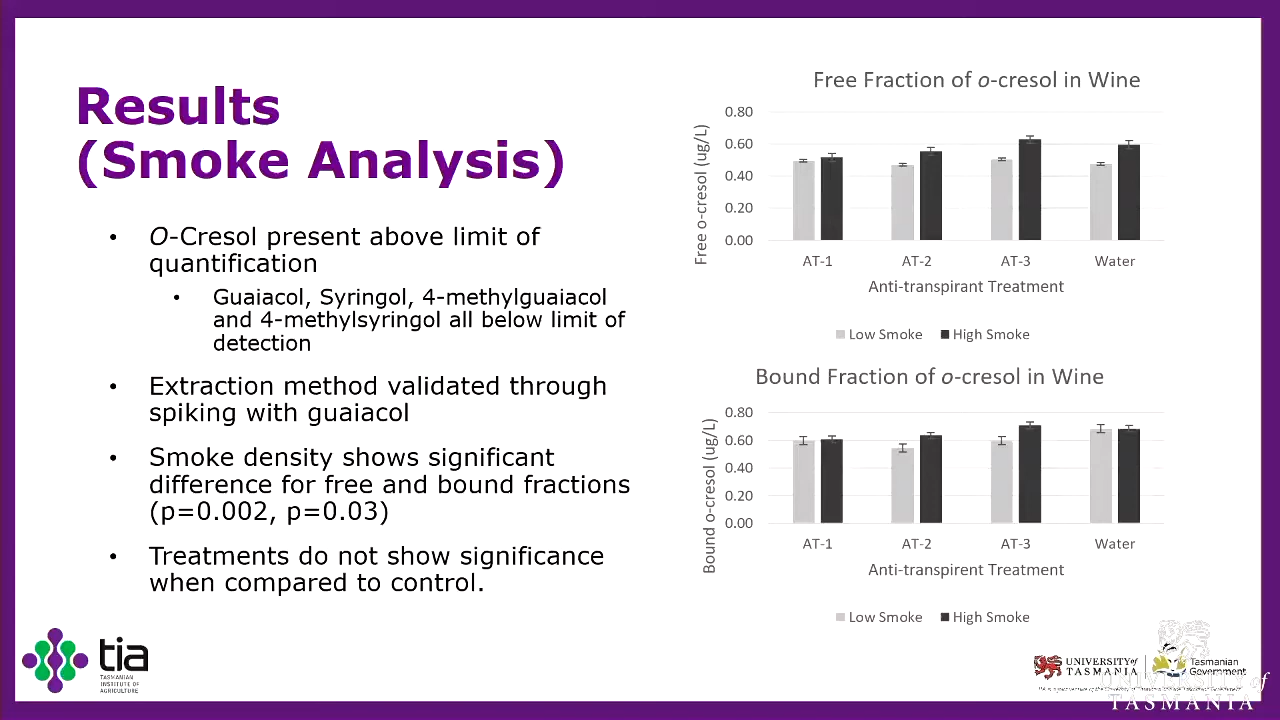 Results
(Smoke Analysis)
• O-Cresol present above limit of
quantification
• Guaiacol, Syringol, 4-methylguaiacol
and 4-methylsyringol all below limit of
detection
• Extraction method validated through
spiking with guaiacol
• Smoke density shows significant
difference for free and bound fractions
(p=0.002, p=0.03)
• Treatments do not show significance
when compared to control.
Free Fraction of o-cresol in Wine
Free o-cresol (ug/L)
0.80
0.60
0.40
0.20
0.00
AT-1 AT-2 AT-3 Water
Anti-transpirant Treatment
Low Smoke High Smoke
Bound Fraction of o-cresol in Wine
Bound o-cresol (ug/L)
0.80
0.60
0.40
0.20
0.00
AT-1 AT-2 AT-3 Water
Anti-transpirent Treatment
Low Smoke High Smoke
tia
TASMANIAN
INSTITUTE OF
AGRICULTURE
UNIVERSITY of
TASMANIA
Tasmanian
Government
UNIVERSITY of
TASMANIA